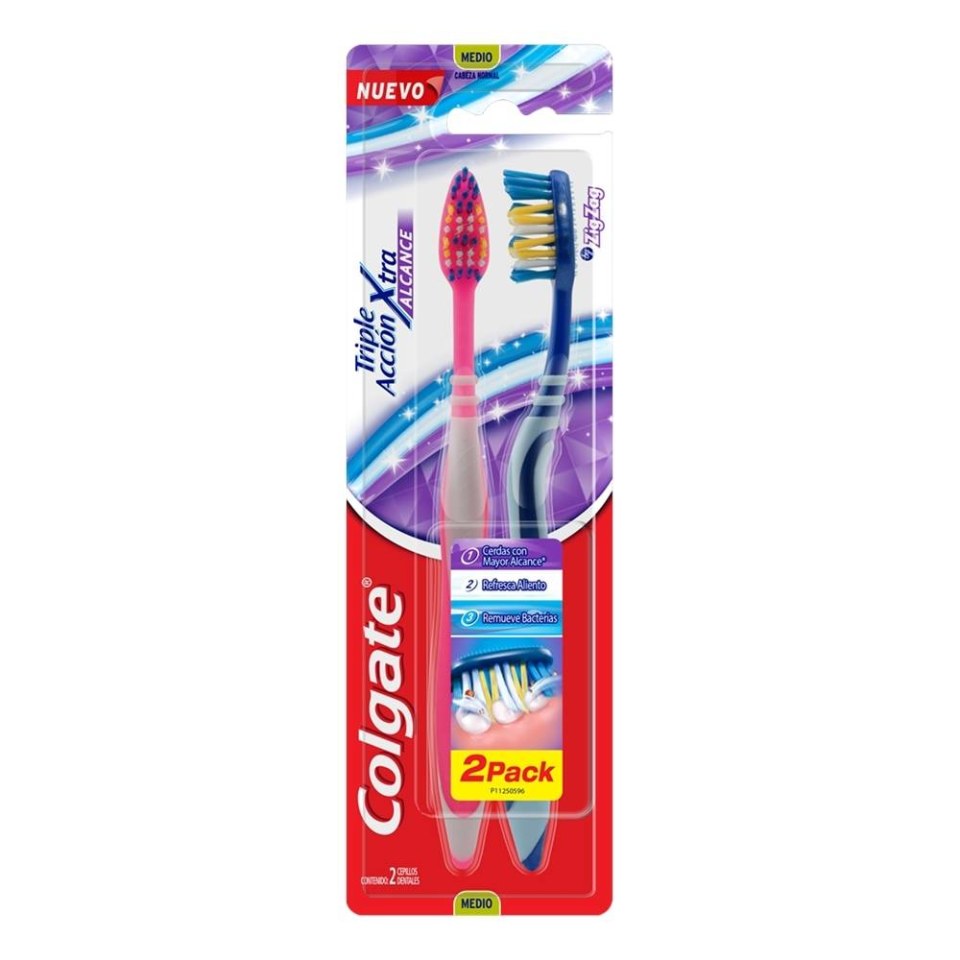 MEDIO
CABEZA NORMAL
NUEVO
Triple
Acción Xtra
ALCANCE
by ZigZag
1 Cerdas con
Mayor Alcance*
2 Refresca Aliento
3 Remueve Bacterias
2Pack
P11250596
Colgate®
CONTENIDO: 2 CEPILLOS
DENTALES
MEDIO